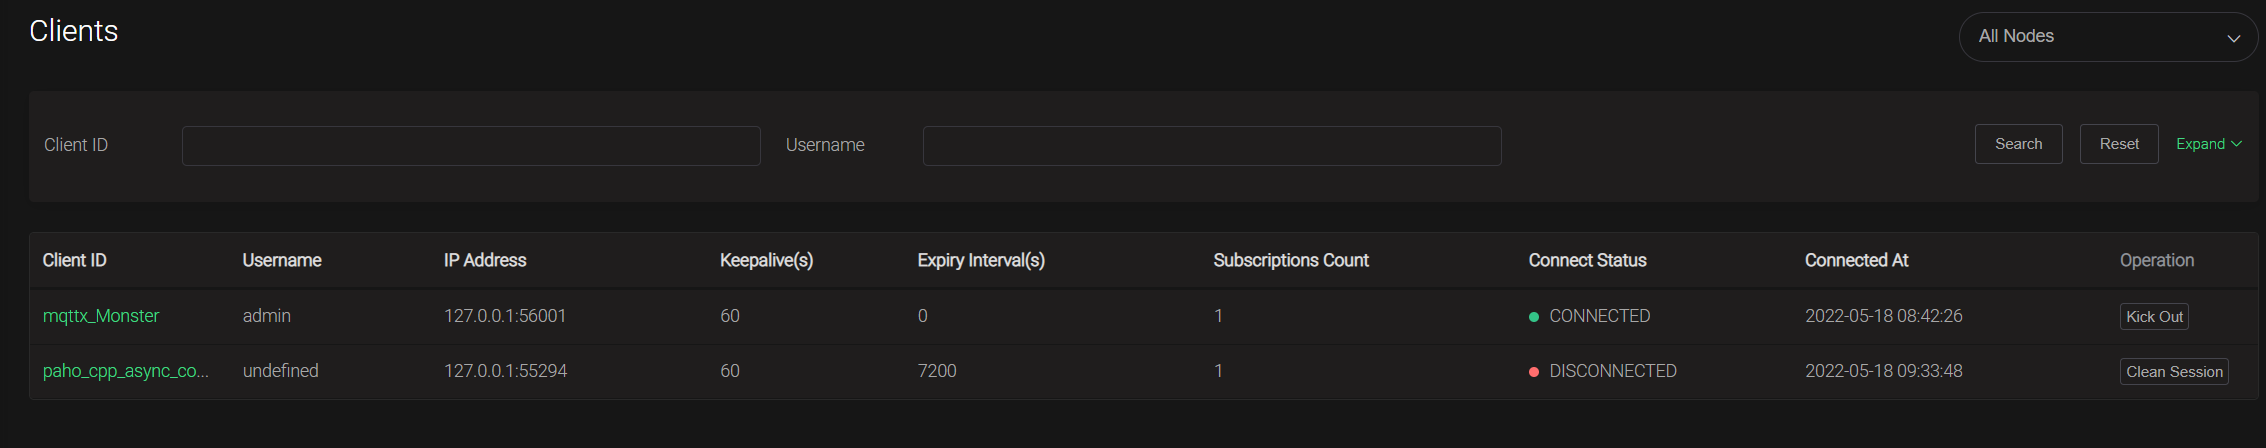 Clients
All Nodes
Client ID Username Search Reset Expand
Client ID Username IP Address Keepalive(s) Expiry Interval(s) Subscriptions Count Connect Status Connected At Operation
mqttx_Monster admin 127.0.0.1:56001 60 0 1 CONNECTED 2022-05-18 08:42:26 Kick Out
paho_cpp_async_co... undefined 127.0.0.1:55294 60 7200 1 DISCONNECTED 2022-05-18 09:33:48 Clean Session